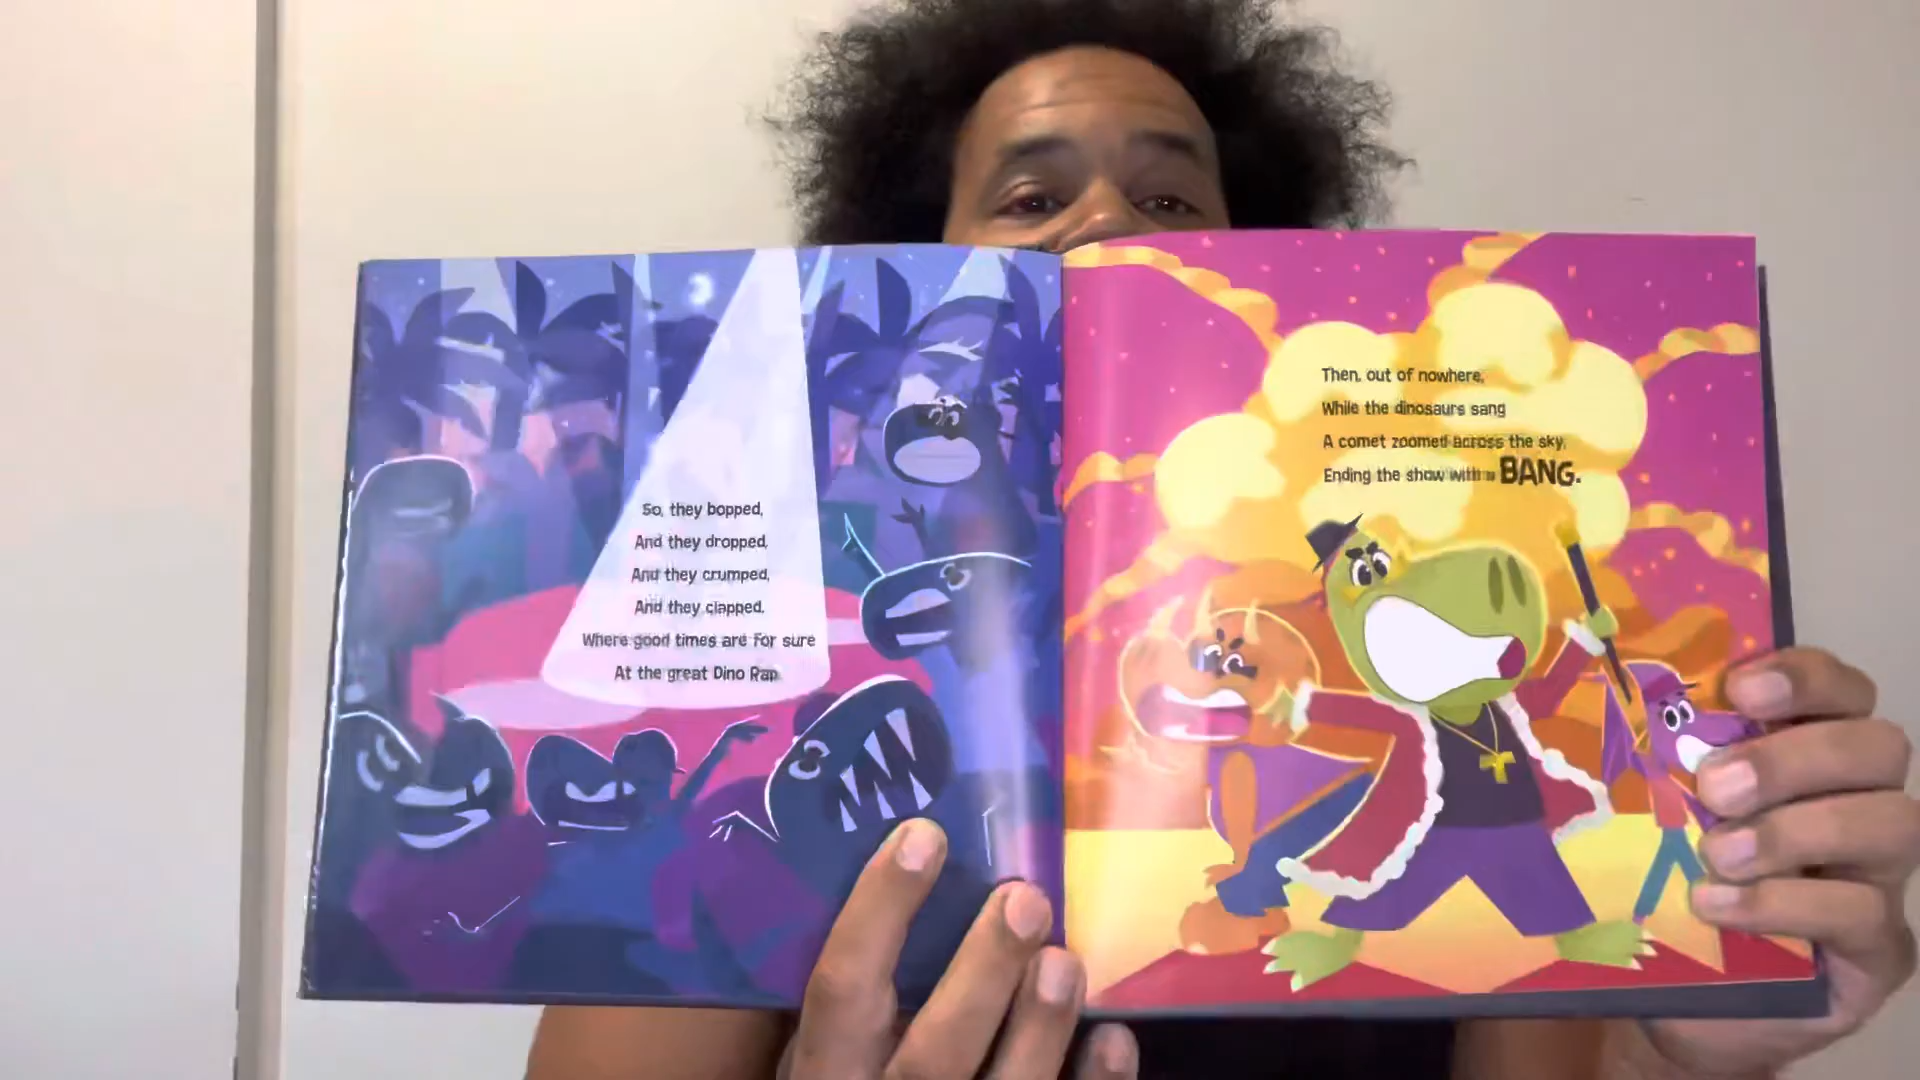 So, they bopped,
And they dropped,
And they crumped,
And they clapped,
Where good times are for sure
At the great Dino Rap.
Then, out of nowhere,
While the dinosaurs sang
A comet zoomed across the sky,
Ending the show with a BANG.